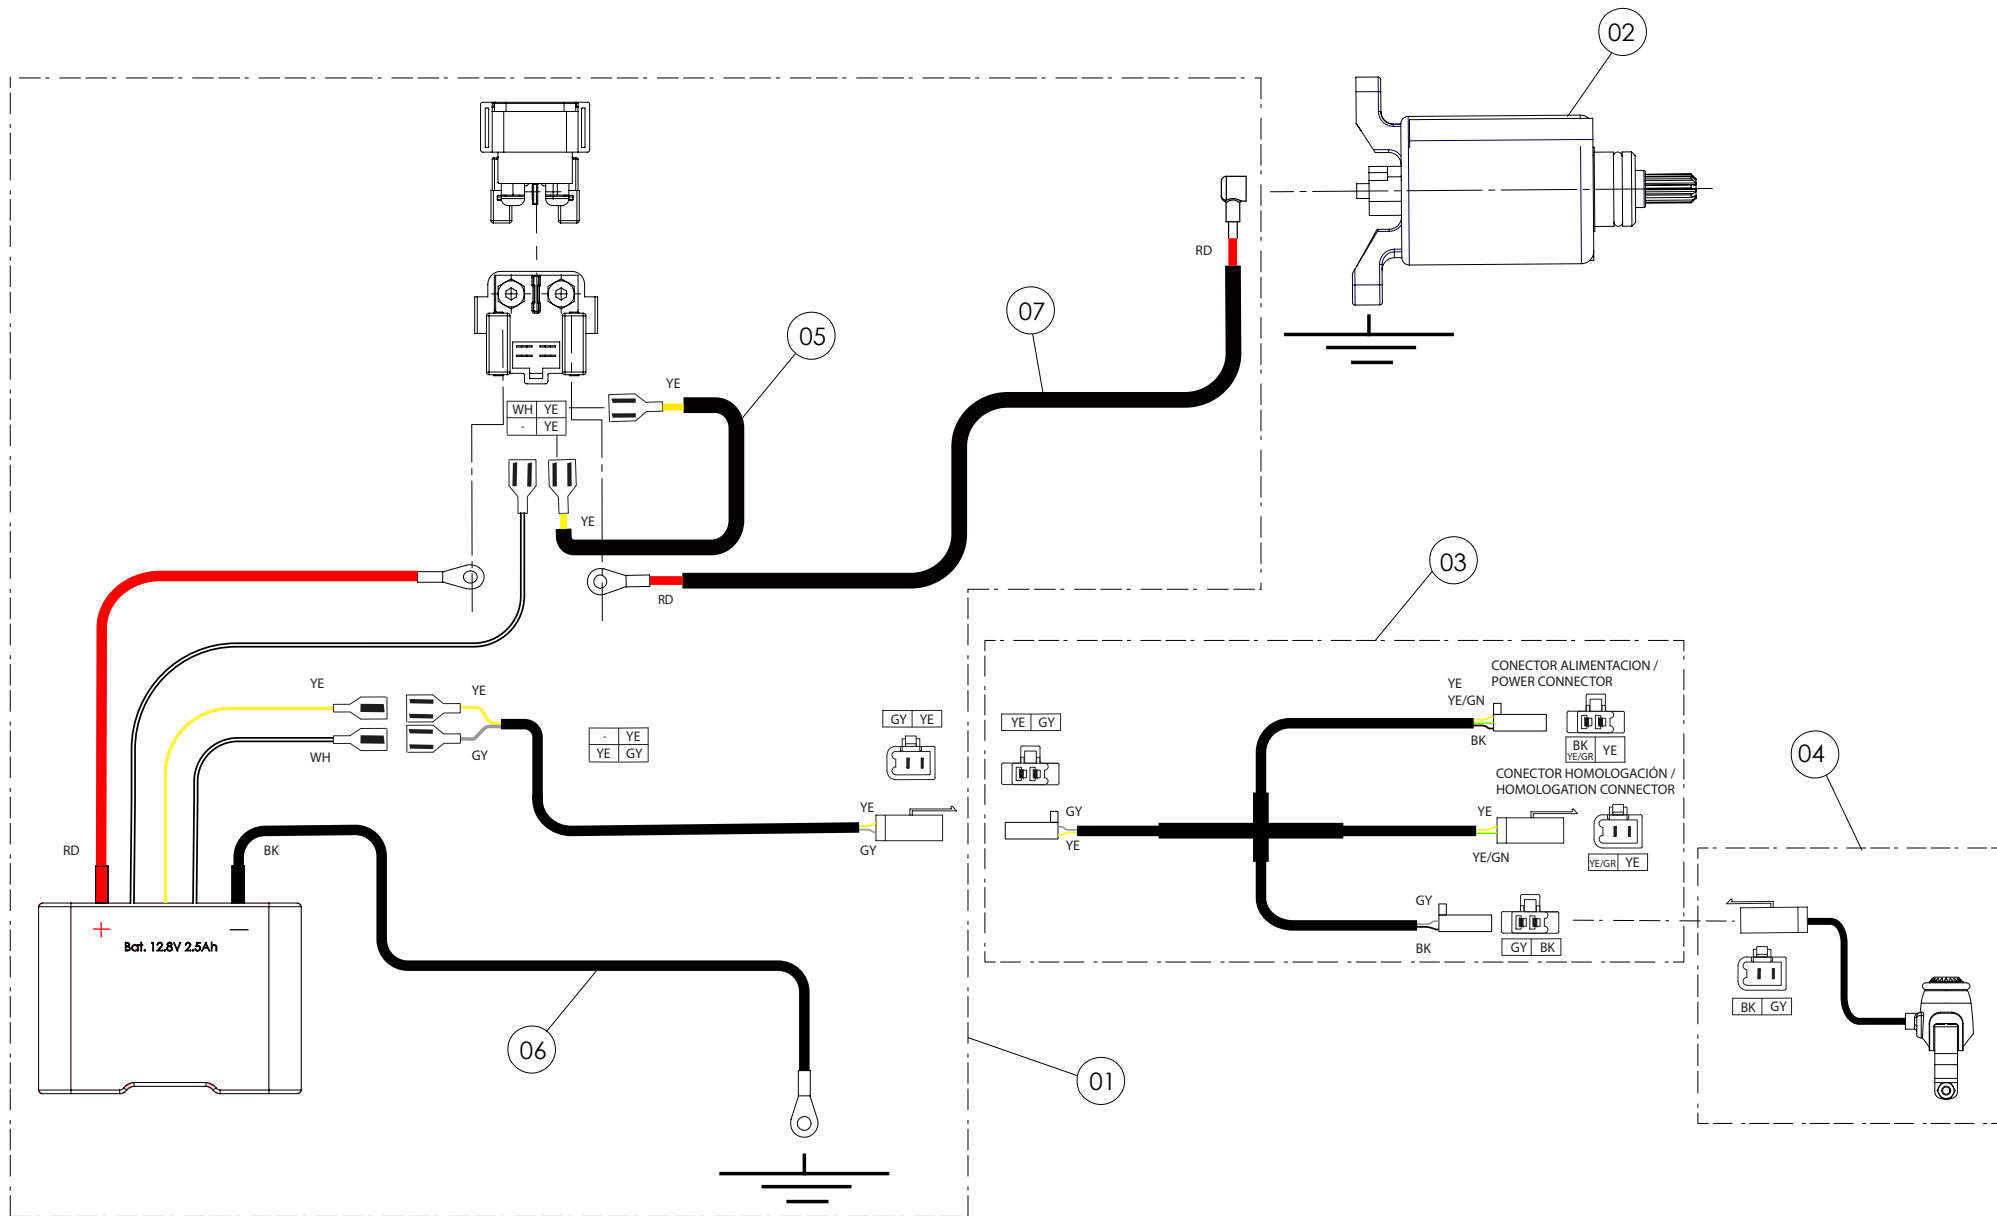 02
07
RD
05
YE
WH YE
- YE
YE
RD
03
CONECTOR ALIMENTACION /
POWER CONNECTOR
YE
YE/GN
BK
BK
YE/GR YE
YE
YE
GY
WH
- YE
YE GY
GY YE
YE
GY
YE GY
GY
YE
CONECTOR HOMOLOGACIÓN /
HOMOLOGATION CONNECTOR
YE
YE/GN
YE/GR YE
GY
BK
GY BK
04
BK GY
RD
BK
+
−
Bat. 12.8V 2.5Ah
06
01